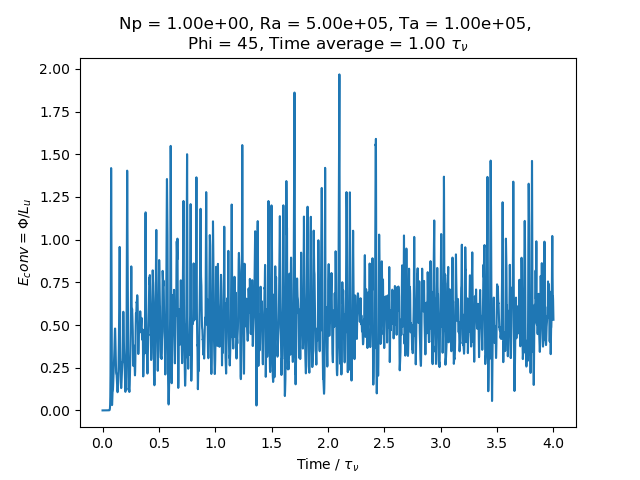 Np = 1.00e+00, Ra = 5.00e+05, Ta = 1.00e+05,
Phi = 45, Time average = 1.00 τν
2.00
1.75
1.50
1.25
1.00
0.75
0.50
0.25
0.00
E_conv = Φ/L_u
0.0 0.5 1.0 1.5 2.0 2.5 3.0 3.5 4.0
Time / τν